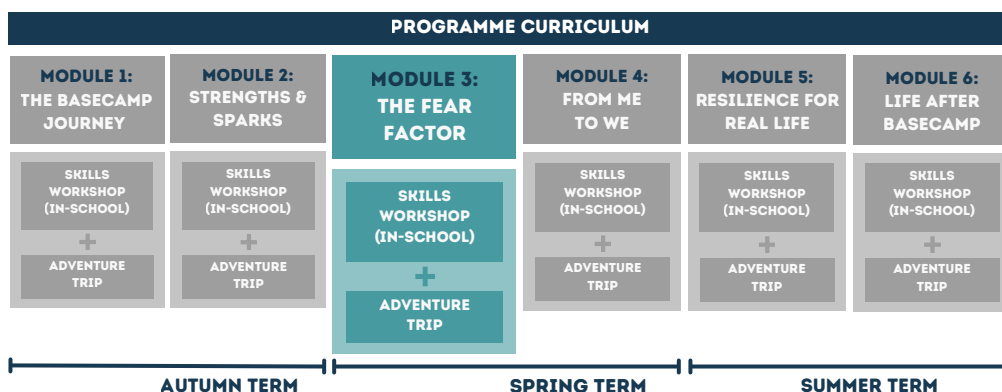 PROGRAMME CURRICULUM
MODULE 1:
THE BASECAMP
JOURNEY
SKILLS
WORKSHOP
(IN-SCHOOL)
+
ADVENTURE
TRIP
MODULE 2:
STRENGTHS &
SPARKS
SKILLS
WORKSHOP
(IN-SCHOOL)
+
ADVENTURE
TRIP
MODULE 3:
THE FEAR
FACTOR
SKILLS
WORKSHOP
(IN-SCHOOL)
+
ADVENTURE
TRIP
MODULE 4:
FROM ME
TO WE
SKILLS
WORKSHOP
(IN-SCHOOL)
+
ADVENTURE
TRIP
MODULE 5:
RESILIENCE FOR
REAL LIFE
SKILLS
WORKSHOP
(IN-SCHOOL)
+
ADVENTURE
TRIP
MODULE 6:
LIFE AFTER
BASECAMP
SKILLS
WORKSHOP
(IN-SCHOOL)
+
ADVENTURE
TRIP
AUTUMN TERM
SPRING TERM
SUMMER TERM